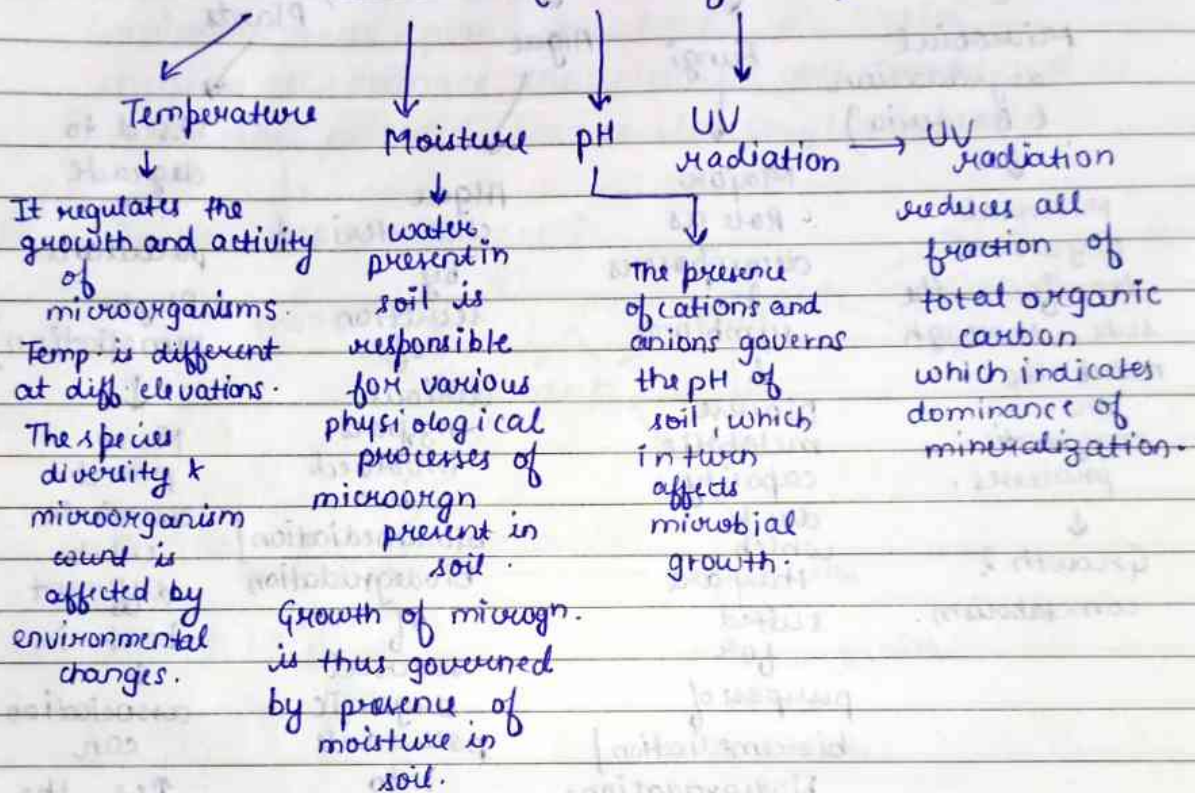 Temperature
It regulates the
growth and activity
of
microorganisms.
Temp is different
at diff. elevations.
The species
diversity &
microorganism
count is
affected by
environmental
changes.
Moisture
water
present in
soil is
responsible
for various
physiological
processes of
microorgn
present in
soil.
Growth of microgn.
is thus governed
by presence of
moisture in
soil.
pH
The presence
of cations and
anions governs
the pH of
soil, which
in turn
affects
microbial
growth.
UV
radiation
UV
radiation
reduces all
fraction of
total organic
carbon
which indicates
dominance of
mineralization.